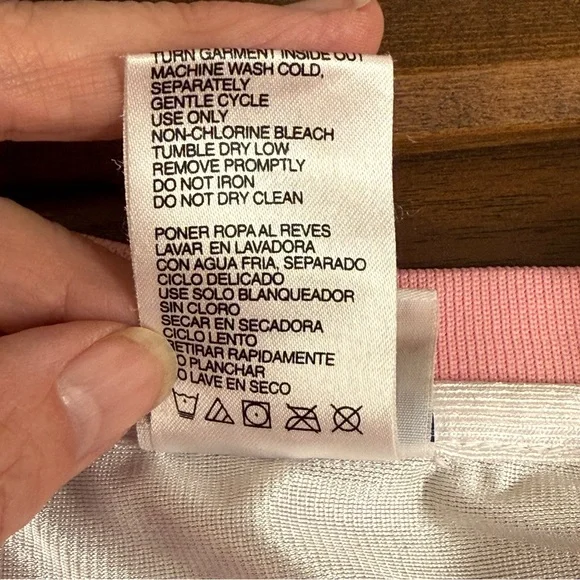 TURN GARMENT INSIDE OUT
MACHINE WASH COLD,
SEPARATELY
GENTLE CYCLE
USE ONLY
NON-CHLORINE BLEACH
TUMBLE DRY LOW
REMOVE PROMPTLY
DO NOT IRON
DO NOT DRY CLEAN
PONER ROPA AL REVES
LAVAR EN LAVADORA
CON AGUA FRIA, SEPARADO
CICLO DELICADO
USE SOLO BLANQUEADOR
SIN CLORO
SECAR EN SECADORA
CICLO LENTO
RETIRAR RAPIDAMENTE
O PLANCHAR
O LAVE EN SECO